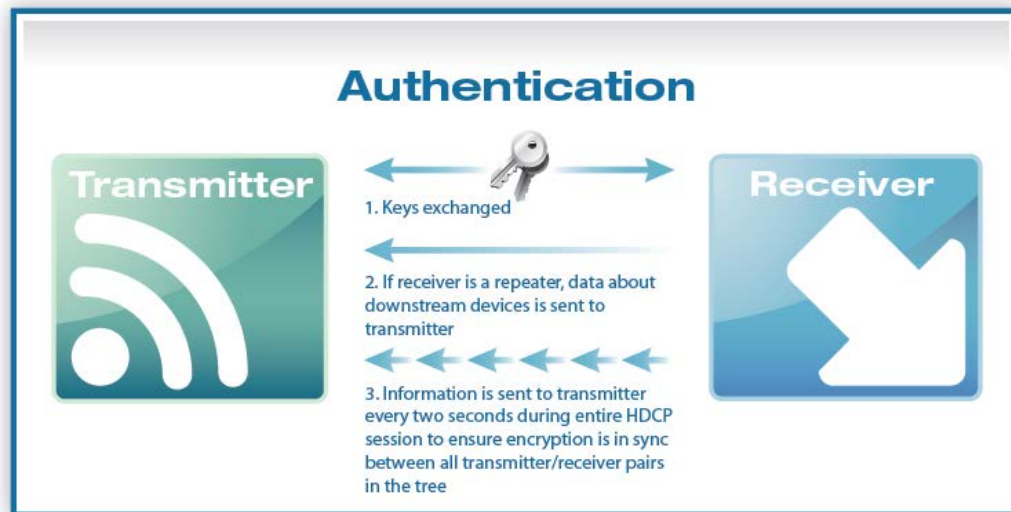 Authentication
Transmitter
Receiver
1. Keys exchanged
2. If receiver is a repeater, data about
downstream devices is sent to
transmitter
3. Information is sent to transmitter
every two seconds during entire HDCP
session to ensure encryption is in sync
between all transmitter/receiver pairs
in the tree